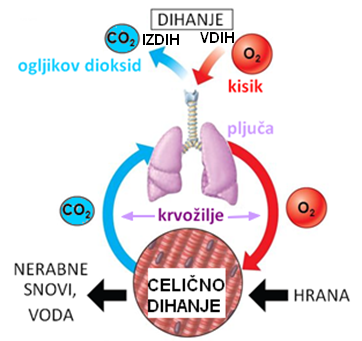 DIHANJE
CO2 IZDIH VDIH O2
ogljikov dioksid
kisik
pljuča
CO2
krvožilje
O2
NERABNE
SNOVI,
VODA
CELIČNO
DIHANJE
HRANA